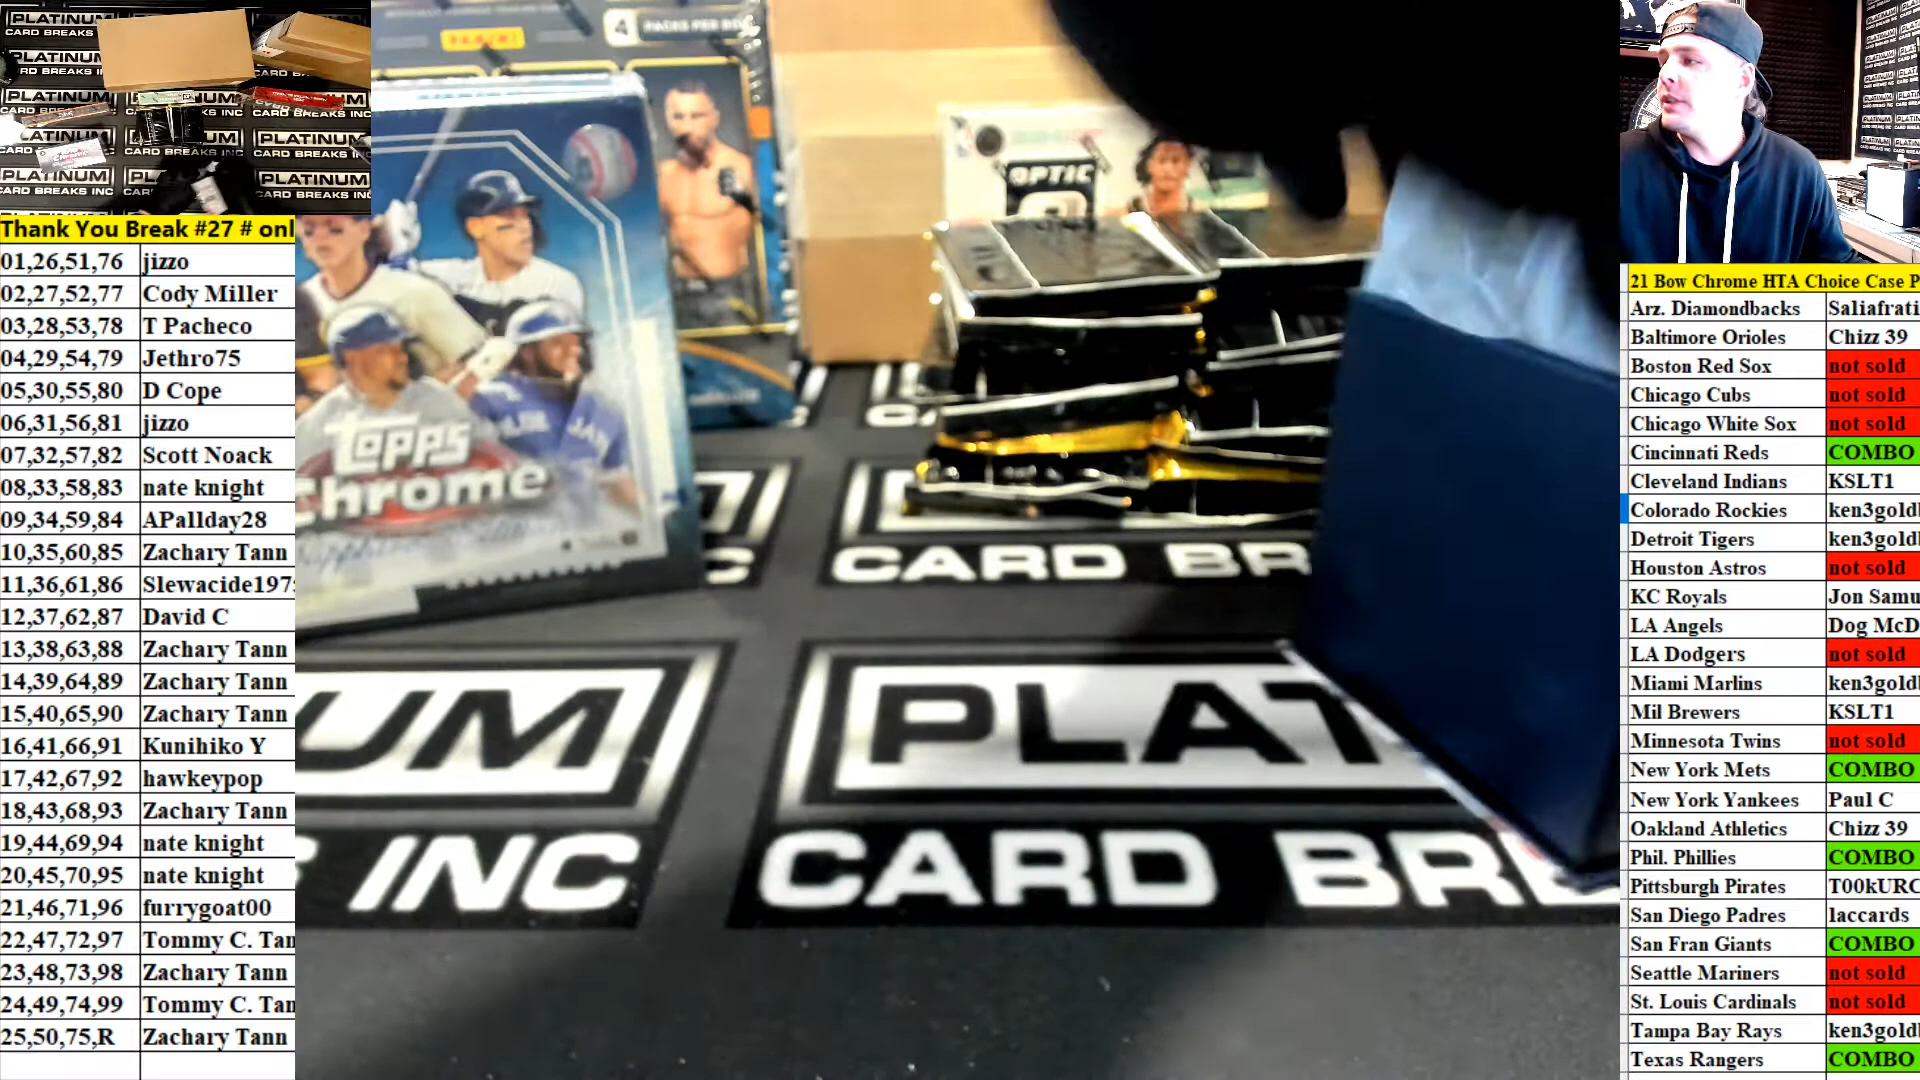 PLATINUM
CARD BREAKS INC
PLATINUM
CARD BREAKS INC
PLATINUM
CARD BREAKS INC
PANINI
4 PACKS PER
OPTIC
Topps
Chrome
UM
INC
PLAT
CARD BR
CARD BRE
Thank You Break #27 # onl
01,26,51,76 jizzo
02,27,52,77 Cody Miller
03,28,53,78 T Pacheco
04,29,54,79 Jethro75
05,30,55,80 D Cope
06,31,56,81 jizzo
07,32,57,82 Scott Noack
08,33,58,83 nate knight
09,34,59,84 APallday28
10,35,60,85 Zachary Tann
11,36,61,86 Slewacide197
12,37,62,87 David C
13,38,63,88 Zachary Tann
14,39,64,89 Zachary Tann
15,40,65,90 Zachary Tann
16,41,66,91 Kunihiko Y
17,42,67,92 hawkeypop
18,43,68,93 Zachary Tann
19,44,69,94 nate knight
20,45,70,95 nate knight
21,46,71,96 furrygoat00
22,47,72,97 Tommy C. Tan
23,48,73,98 Zachary Tann
24,49,74,99 Tommy C. Tan
25,50,75,R Zachary Tann
21 Bow Chrome HTA Choice Case P
Arz. Diamondbacks Saliafrati
Baltimore Orioles Chizz 39
Boston Red Sox not sold
Chicago Cubs not sold
Chicago White Sox not sold
Cincinnati Reds COMBO
Cleveland Indians KSLT1
Colorado Rockies ken3gold
Detroit Tigers ken3gold
Houston Astros not sold
KC Royals Jon Samu
LA Angels Dog McD
LA Dodgers not sold
Miami Marlins ken3gold
Mil Brewers KSLT1
Minnesota Twins not sold
New York Mets COMBO
New York Yankees Paul C
Oakland Athletics Chizz 39
Phil. Phillies COMBO
Pittsburgh Pirates T00kURC
San Diego Padres laccards
San Fran Giants COMBO
Seattle Mariners not sold
St. Louis Cardinals not sold
Tampa Bay Rays ken3gold
Texas Rangers COMBO